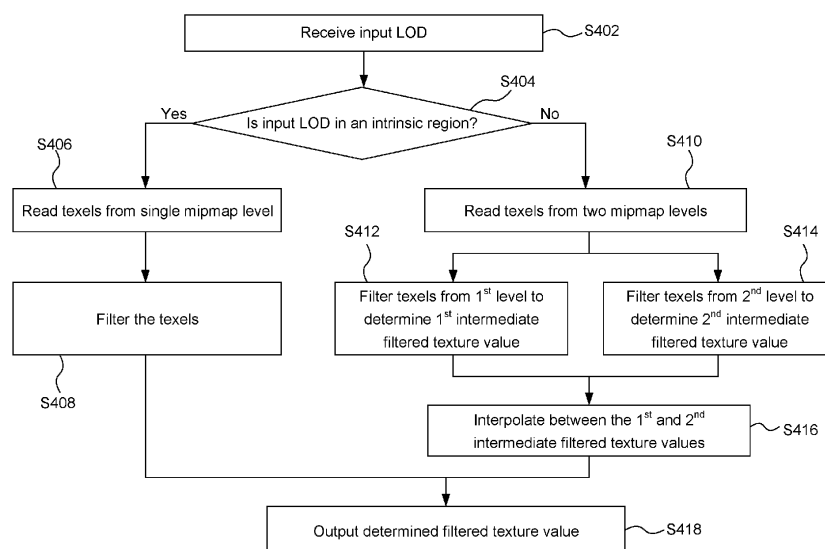 Receive input LOD
S402
S404
Is input LOD in an intrinsic region?
Yes
No
S406
S410
Read texels from single mipmap level
Read texels from two mipmap levels
S412
S414
Filter the texels
Filter texels from 1st level to
determine 1st intermediate
filtered texture value
Filter texels from 2nd level to
determine 2nd intermediate
filtered texture value
S408
Interpolate between the 1st and 2nd
intermediate filtered texture values
S416
Output determined filtered texture value
S418